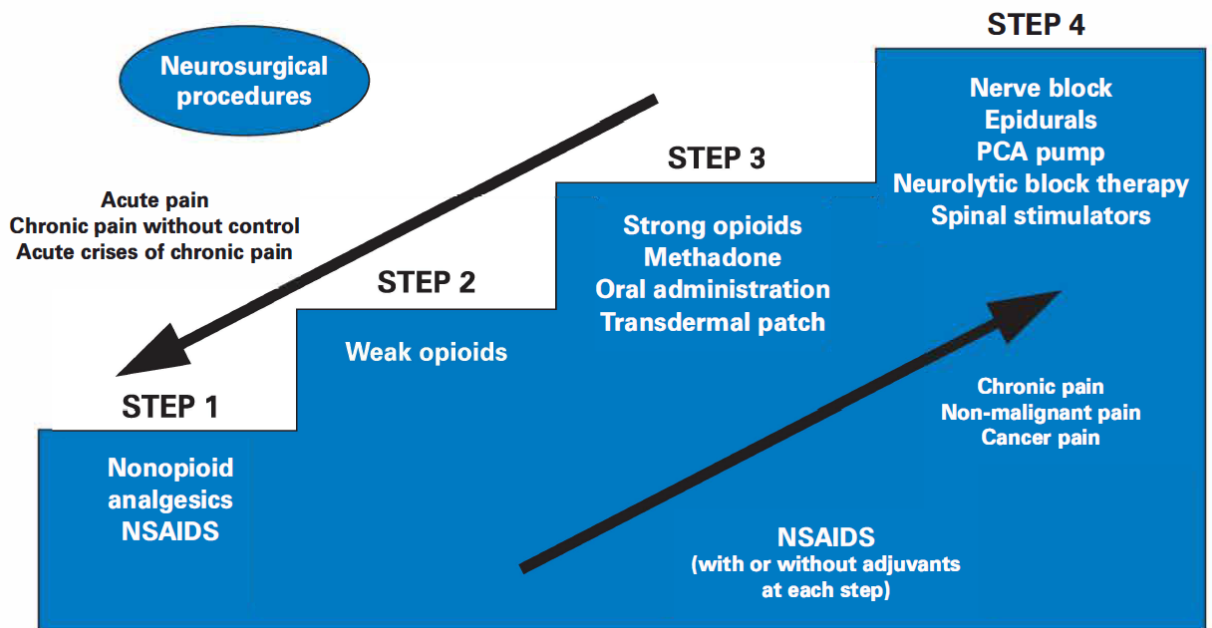 STEP 4
Neurosurgical
procedures
Nerve block
Epidurals
PCA pump
Neurolytic block therapy
Spinal stimulators
STEP 3
Acute pain
Chronic pain without control
Acute crises of chronic pain
Strong opioids
Methadone
Oral administration
Transdermal patch
STEP 2
Weak opioids
STEP 1
Chronic pain
Non-malignant pain
Cancer pain
Nonopioid
analgesics
NSAIDS
NSAIDS
(with or without adjuvants
at each step)